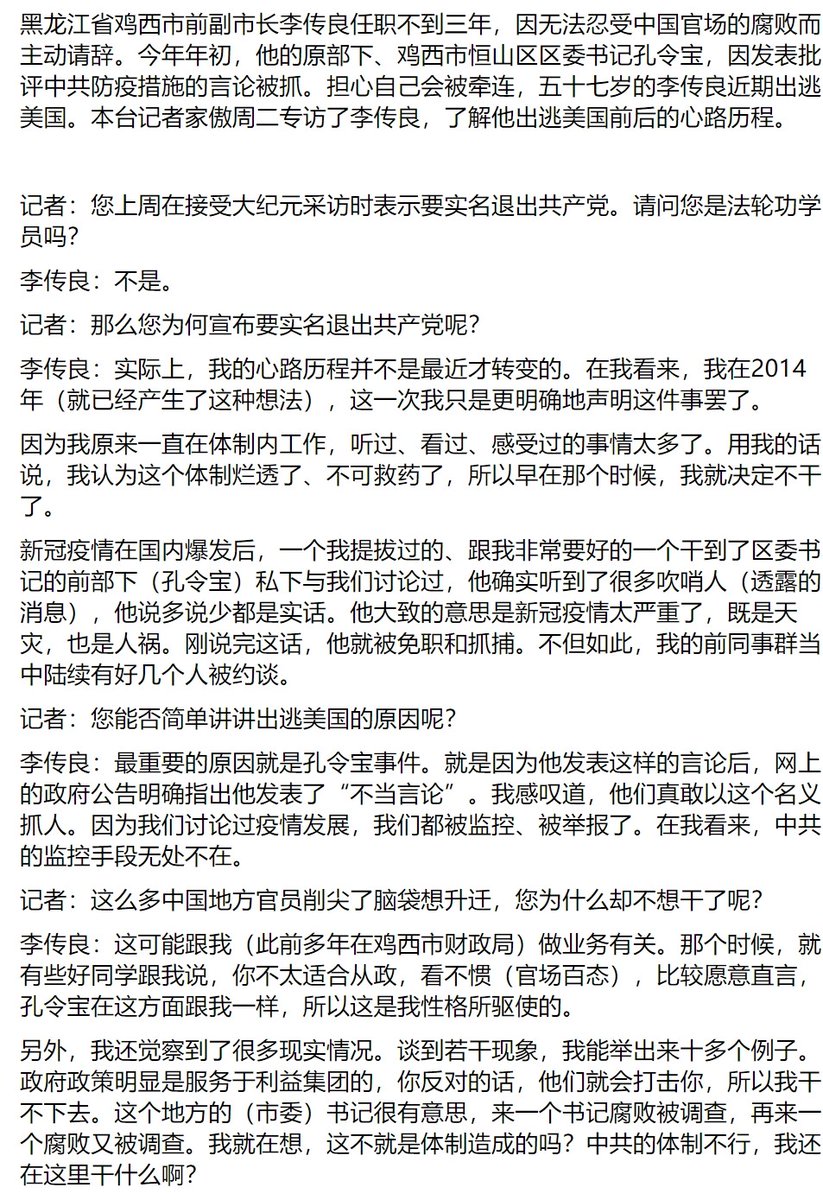 黑龙江省鸡西市前副市长李传良任职不到三年，因无法忍受中国官场的腐败而
主动请辞。今年年初，他的原部下、鸡西市恒山区区委书记孔令宝，因发表批
评中共防疫措施的言论被抓。担心自己会被牵连，五十七岁的李传良近期出逃
美国。本台记者家傲周二专访了李传良，了解他出逃美国前后的心路历程。
记者：您上周在接受大纪元采访时表示要实名退出共产党。请问您是法轮功学
员吗？
李传良：不是。
记者：那么您为何宣布要实名退出共产党呢？
李传良：实际上，我的心路历程并不是最近才转变的。在我看来，我在2014
年（就已经产生了这种想法），这一次我只是更明确地声明这件事罢了。
因为我原来一直在体制内工作，听过、看过、感受过的事情太多了。用我的话
说，我认为这个体制烂透了、不可救药了，所以早在那个时候，我就决定不干
了。
新冠疫情在国内爆发后，一个我提拔过的、跟我非常要好的一个干到了区委书
记的前部下（孔令宝）私下与我们讨论过，他确实听到了很多吹哨人（透露的
消息），他说多说少都是实话。他大致的意思是新冠疫情太严重了，既是天
灾，也是人祸。刚说完这话，他就被免职和抓捕。不但如此，我的前同事群当
中陆续有好几个人被约谈。
记者：您能否简单讲讲出逃美国的原因呢？
李传良：最重要的原因就是孔令宝事件。就是因为他发表这样的言论后，网上
的政府公告明确指出他发表了“不当言论”。我感叹道，他们真敢以这个名义
抓人。因为我们讨论过疫情发展，我们都被监控、被举报了。在我看来，中共
的监控手段无处不在。
记者：这么多中国地方官员削尖了脑袋想升迁，您为什么却不想干了呢？
李传良：这可能跟我（此前多年在鸡西市财政局）做业务有关。那个时候，就
有些好同学跟我说，你不太适合从政，看不惯（官场百态），比较愿意直言，
孔令宝在这方面跟我一样，所以这是我性格所驱使的。
另外，我还觉察到了很多现实情况。谈到若干现象，我能举出来十多个例子。
政府政策明显是服务于利益集团的，你反对的话，他们就会打击你，所以我干
不下去。这个地方的（市委）书记很有意思，来一个书记腐败被调查，再来一
个腐败又被调查。我就在想，这不就是体制造成的吗？中共的体制不行，我还
在这里干什么啊？